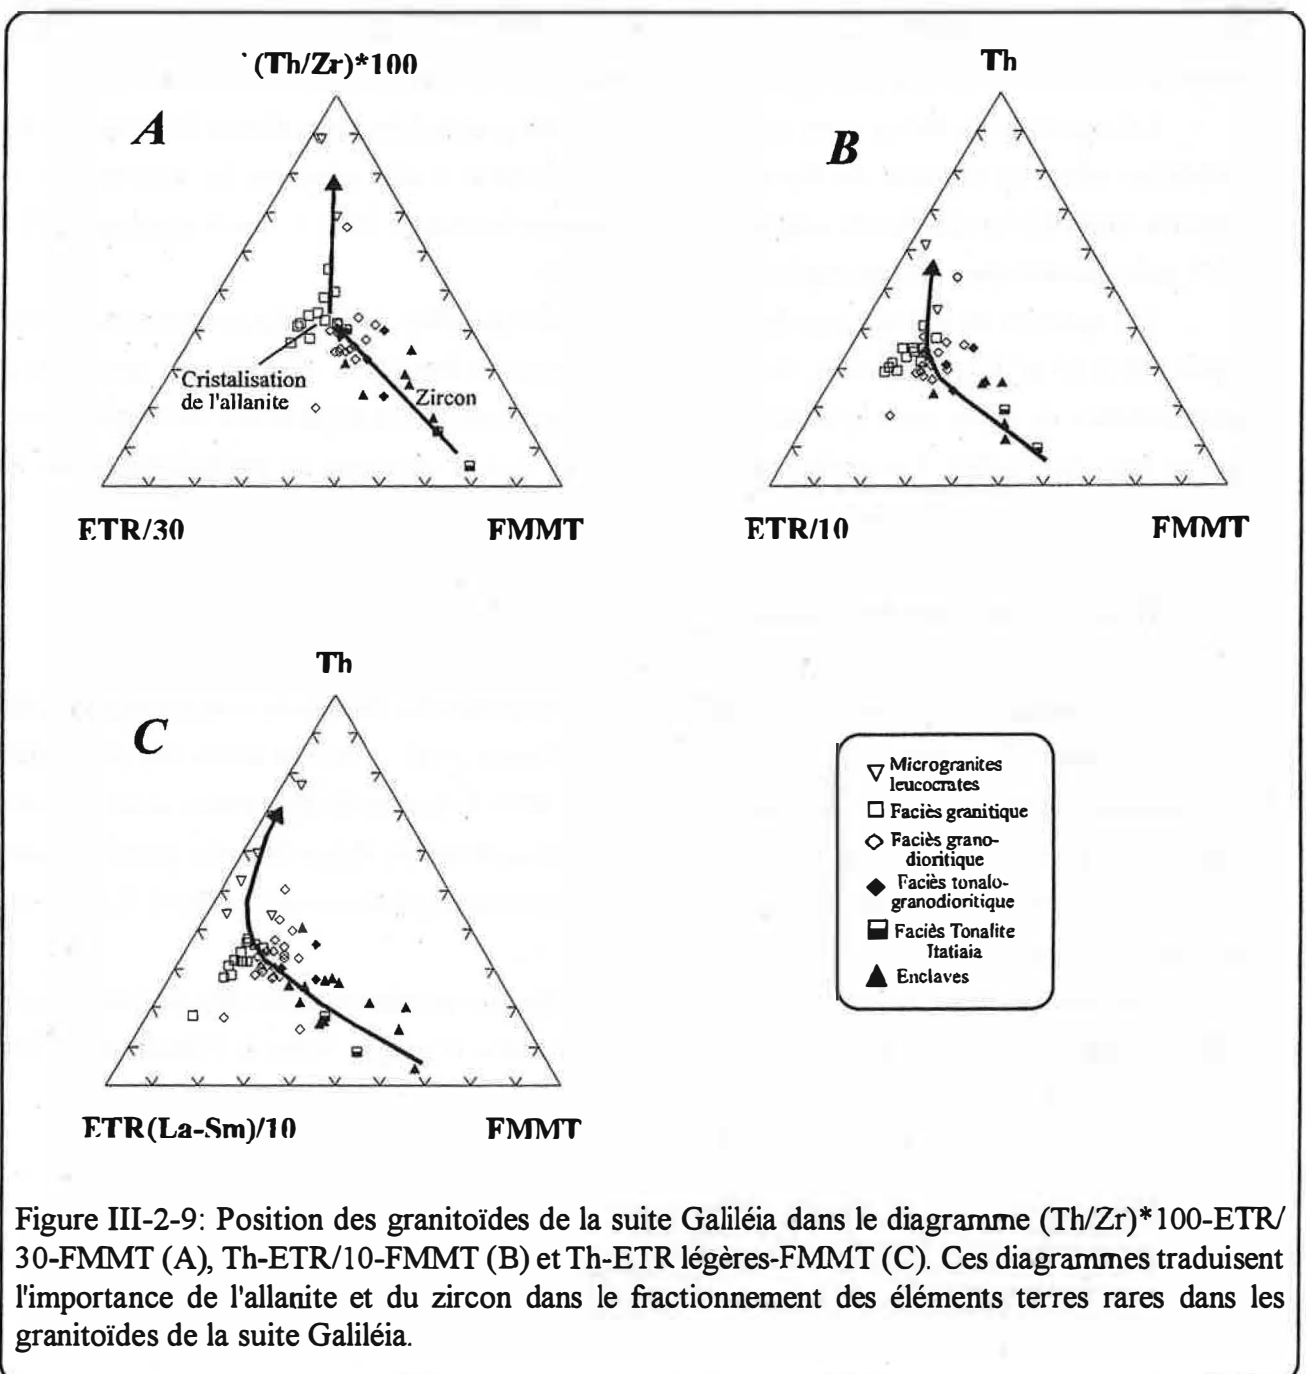 (Th/Zr)*100
A
Cristalisation
de l'allanite
Zircon
ETR/30
FMMT
Th
B
ETR/10
FMMT
Th
C
ETR(La-Sm)/10
FMMT
Microgranites
leucocrates
Faciès granitique
Faciès grano-
dioritique
Faciès tonalo-
granodioritique
Faciès Tonalite
Itatiaia
Enclaves
Figure III-2-9: Position des granitoïdes de la suite Galiléia dans le diagramme (Th/Zr)*100-ETR/
30-FMMT (A), Th-ETR/10-FMMT (B) et Th-ETR légères-FMMT (C). Ces diagrammes traduisent
l'importance de l'allanite et du zircon dans le fractionnement des éléments terres rares dans les
granitoïdes de la suite Galiléia.